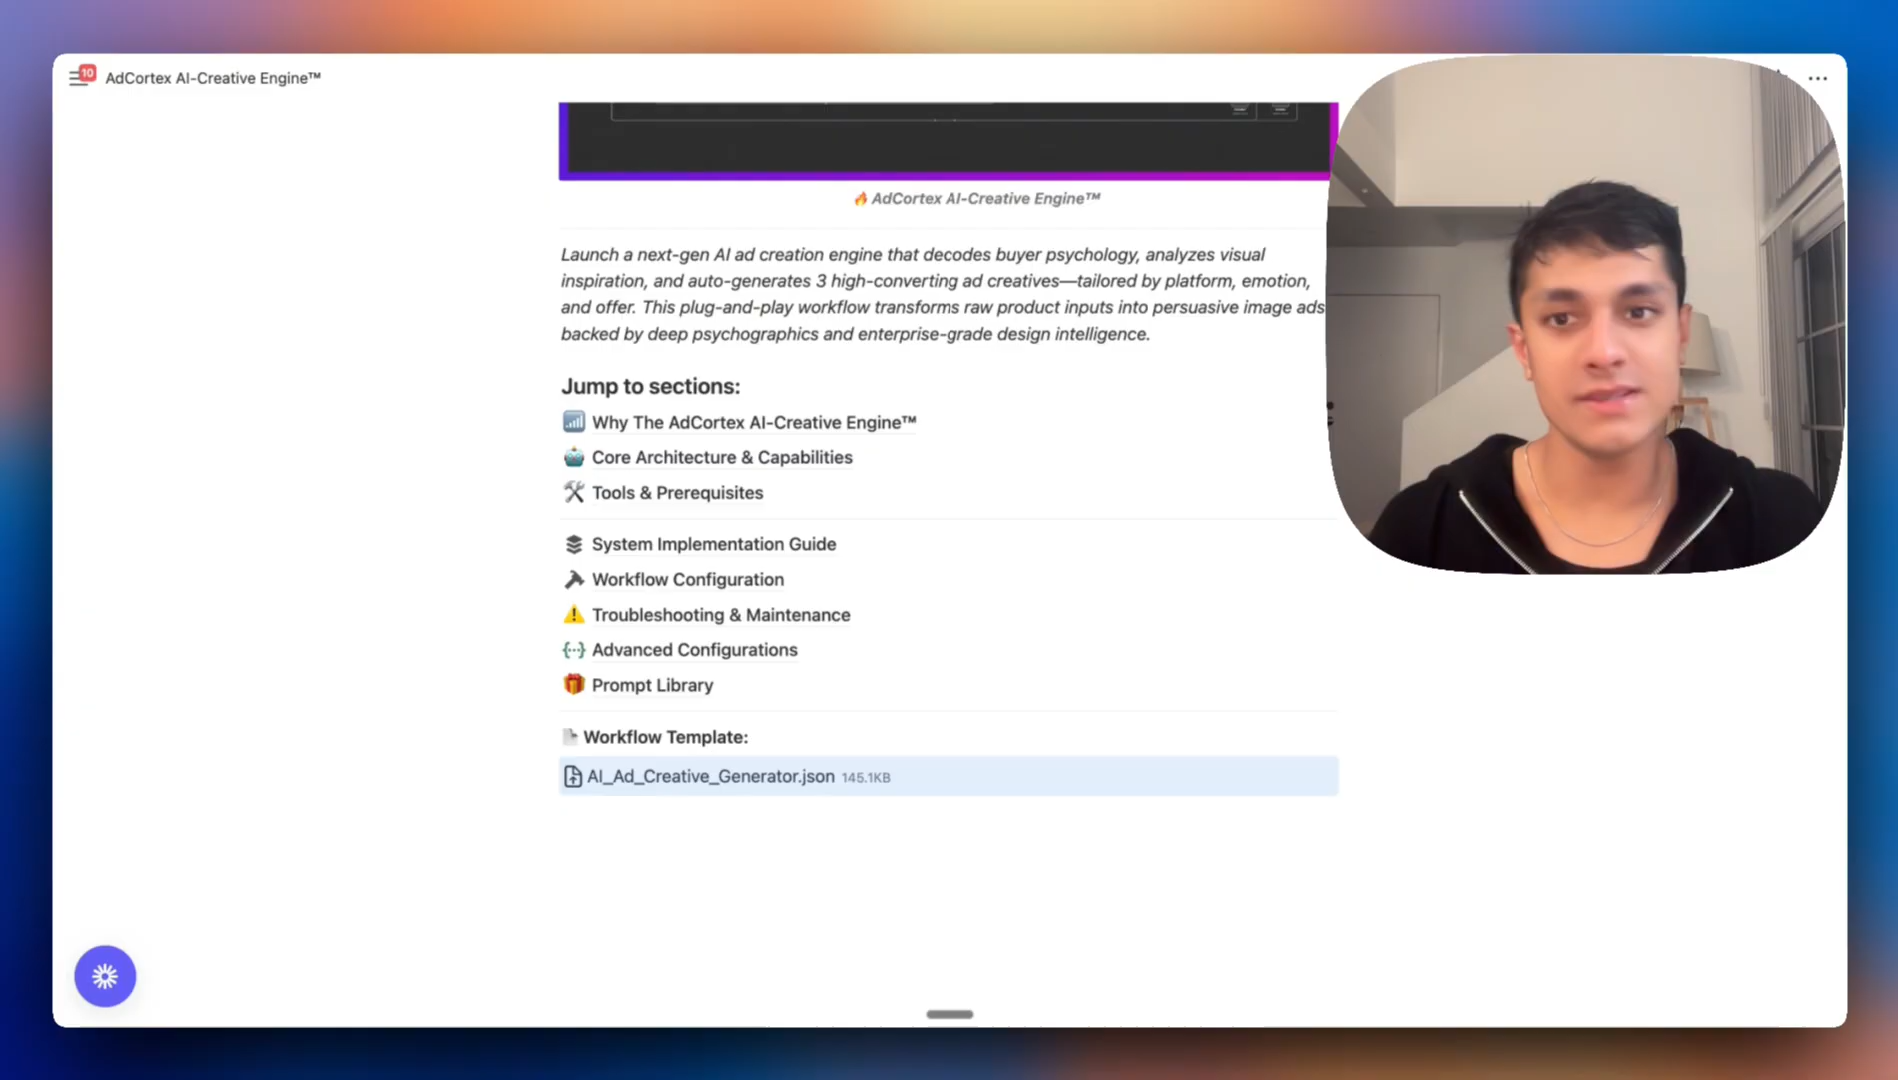 10
AdCortex AI-Creative Engine™
🔥 AdCortex AI-Creative Engine™
Launch a next-gen AI ad creation engine that decodes buyer psychology, analyzes visual
inspiration, and auto-generates 3 high-converting ad creatives—tailored by platform, emotion,
and offer. This plug-and-play workflow transforms raw product inputs into persuasive image ads
backed by deep psychographics and enterprise-grade design intelligence.
Jump to sections:
Why The AdCortex AI-Creative Engine™
Core Architecture & Capabilities
Tools & Prerequisites
System Implementation Guide
Workflow Configuration
Troubleshooting & Maintenance
Advanced Configurations
Prompt Library
Workflow Template:
AI_Ad_Creative_Generator.json 145.1KB